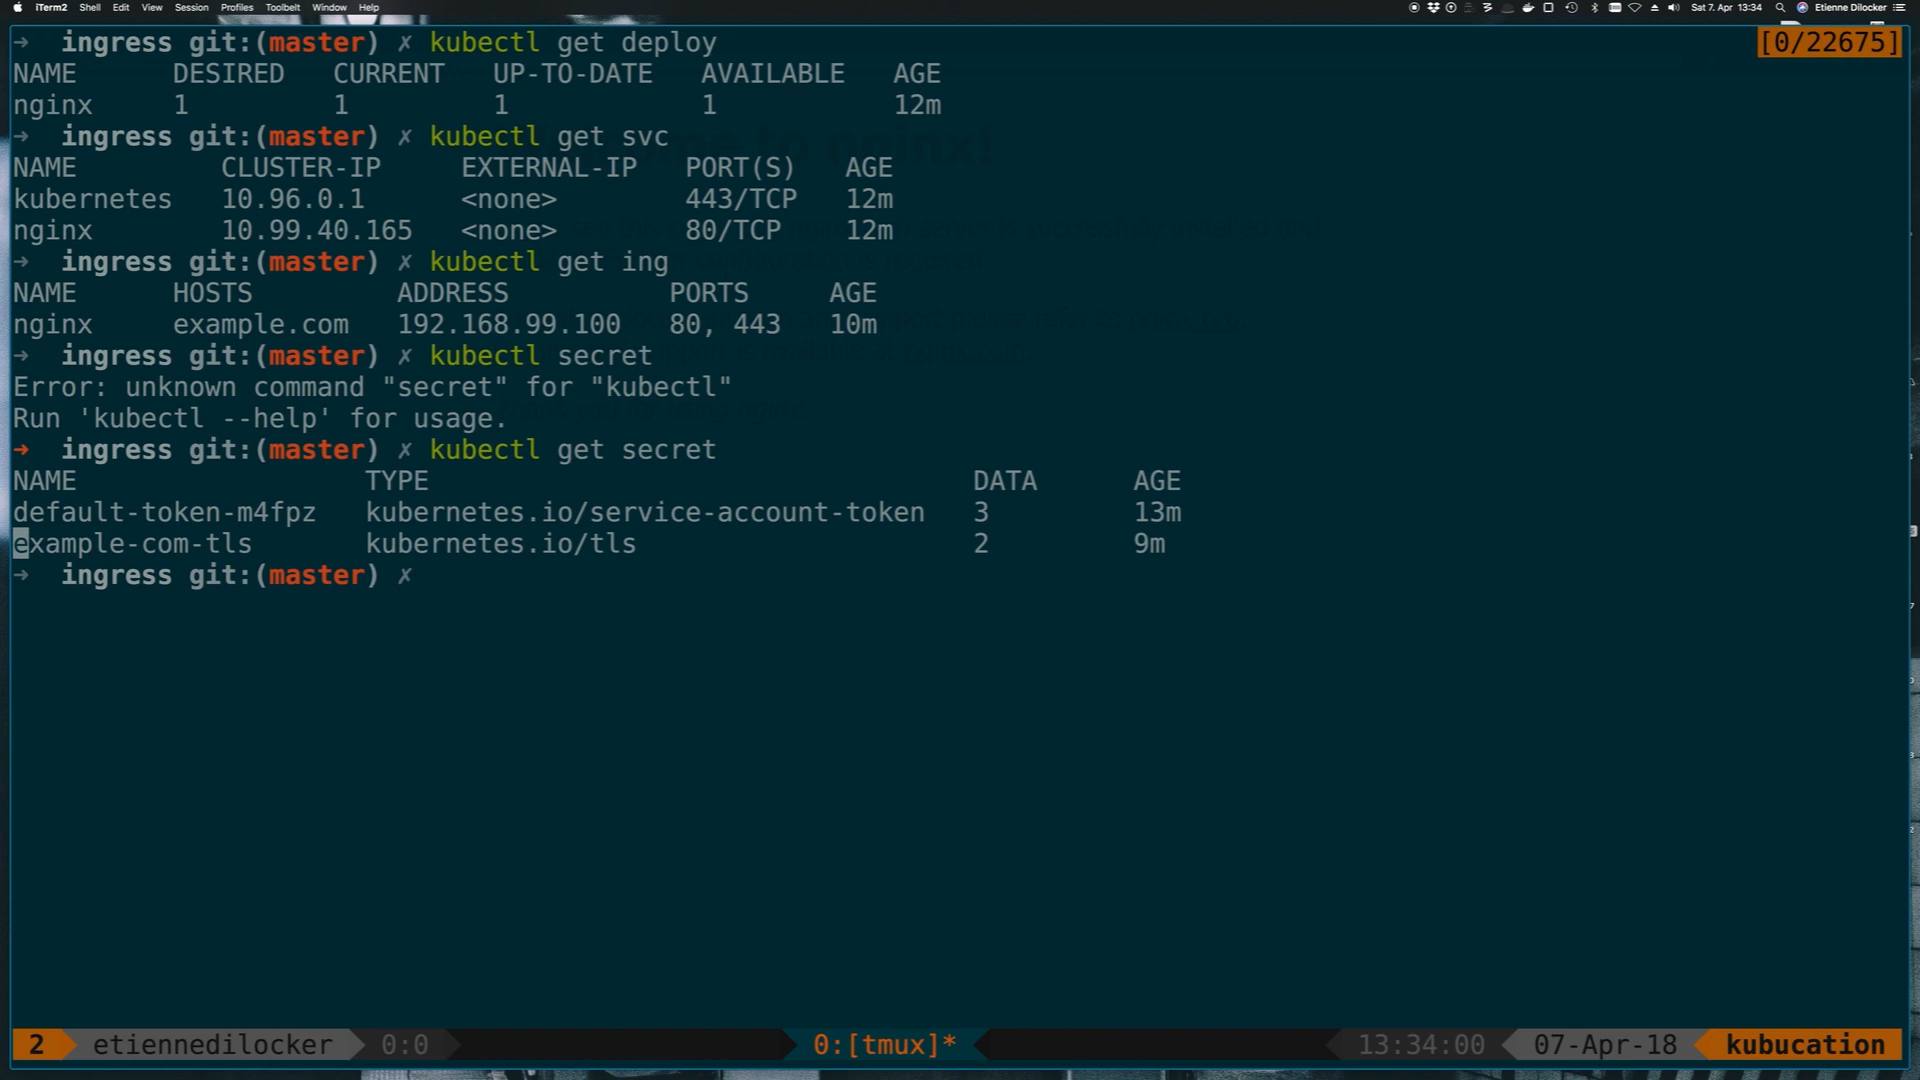 iTerm2 Shell Edit View Session Profiles Toolbelt Window Help Sat 7. Apr 13:34 Etienne Dilocker
→ ingress git:(master) ✗ kubectl get deploy [0/22675]
NAME DESIRED CURRENT UP-TO-DATE AVAILABLE AGE
nginx 1 1 1 1 12m
→ ingress git:(master) ✗ kubectl get svc
NAME CLUSTER-IP EXTERNAL-IP PORT(S) AGE
kubernetes 10.96.0.1 <none> 443/TCP 12m
nginx 10.99.40.165 <none> 80/TCP 12m
→ ingress git:(master) ✗ kubectl get ing
NAME HOSTS ADDRESS PORTS AGE
nginx example.com 192.168.99.100 80, 443 10m
→ ingress git:(master) ✗ kubectl secret
Error: unknown command "secret" for "kubectl"
Run 'kubectl --help' for usage.
→ ingress git:(master) ✗ kubectl get secret
NAME TYPE DATA AGE
default-token-m4fpz kubernetes.io/service-account-token 3 13m
example-com-tls kubernetes.io/tls 2 9m
→ ingress git:(master) ✗
2 etiennedilocker 0:0 0:[tmux]* 13:34:00 07-Apr-18 kubucation